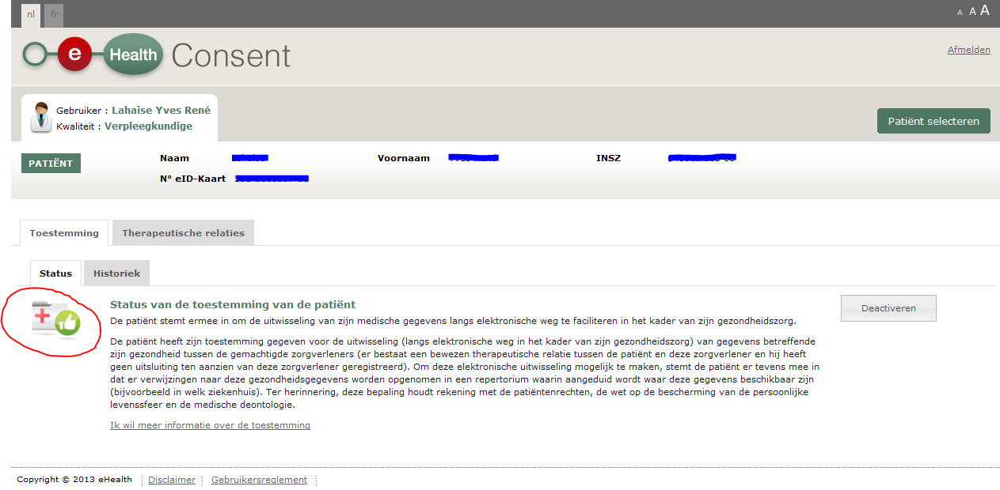 nl fr A A A
e Health Consent Afmelden
Gebruiker : Lahaise Yves René
Kwaliteit : Verpleegkundige
Patiënt selecteren
PATIËNT Naam Voornaam INSZ
N° eID-Kaart
Toestemming Therapeutische relaties
Status Historiek
Status van de toestemming van de patiënt Deactiveren
De patiënt stemt ermee in om de uitwisseling van zijn medische gegevens langs elektronische weg te faciliteren in het kader van zijn gezondheidszorg.
De patiënt heeft zijn toestemming gegeven voor de uitwisseling (langs elektronische weg in het kader van zijn gezondheidszorg) van gegevens betreffende
zijn gezondheid tussen de gemachtigde zorgverleners (er bestaat een bewezen therapeutische relatie tussen de patiënt en deze zorgverlener en hij heeft
geen uitsluiting ten aanzien van deze zorgverlener geregistreerd). Om deze elektronische uitwisseling mogelijk te maken, stemt de patiënt er tevens mee in
dat er verwijzingen naar deze gezondheidsgegevens worden opgenomen in een repertorium waarin aangeduid wordt waar deze gegevens beschikbaar zijn
(bijvoorbeeld in welk ziekenhuis). Ter herinnering, deze bepaling houdt rekening met de patiëntenrechten, de wet op de bescherming van de persoonlijke
levenssfeer en de medische deontologie.
Ik wil meer informatie over de toestemming
Copyright © 2013 eHealth Disclaimer Gebruikersreglement